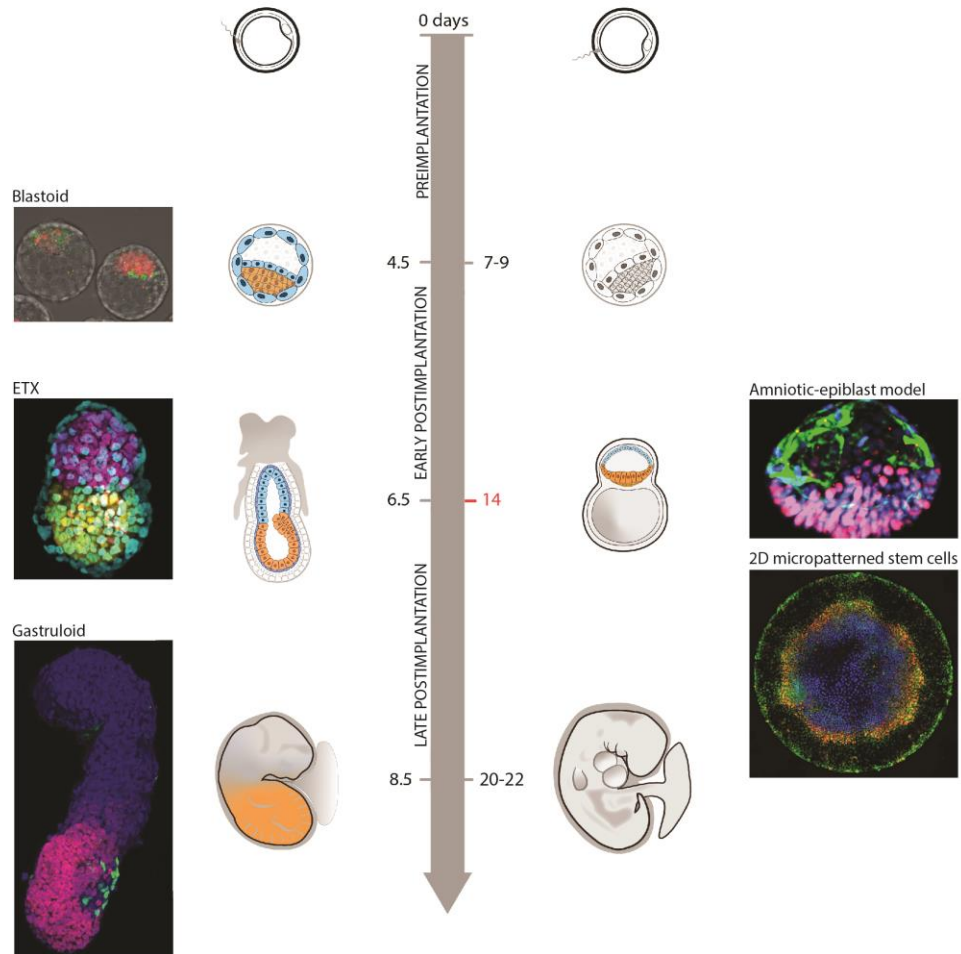 0 days
PREIMPLANTATION
Blastoid
4.5
7-9
EARLY POSTIMPLANTATION
ETX
Amniotic-epiblast model
6.5
14
2D micropatterned stem cells
LATE POSTIMPLANTATION
Gastruloid
8.5
20-22